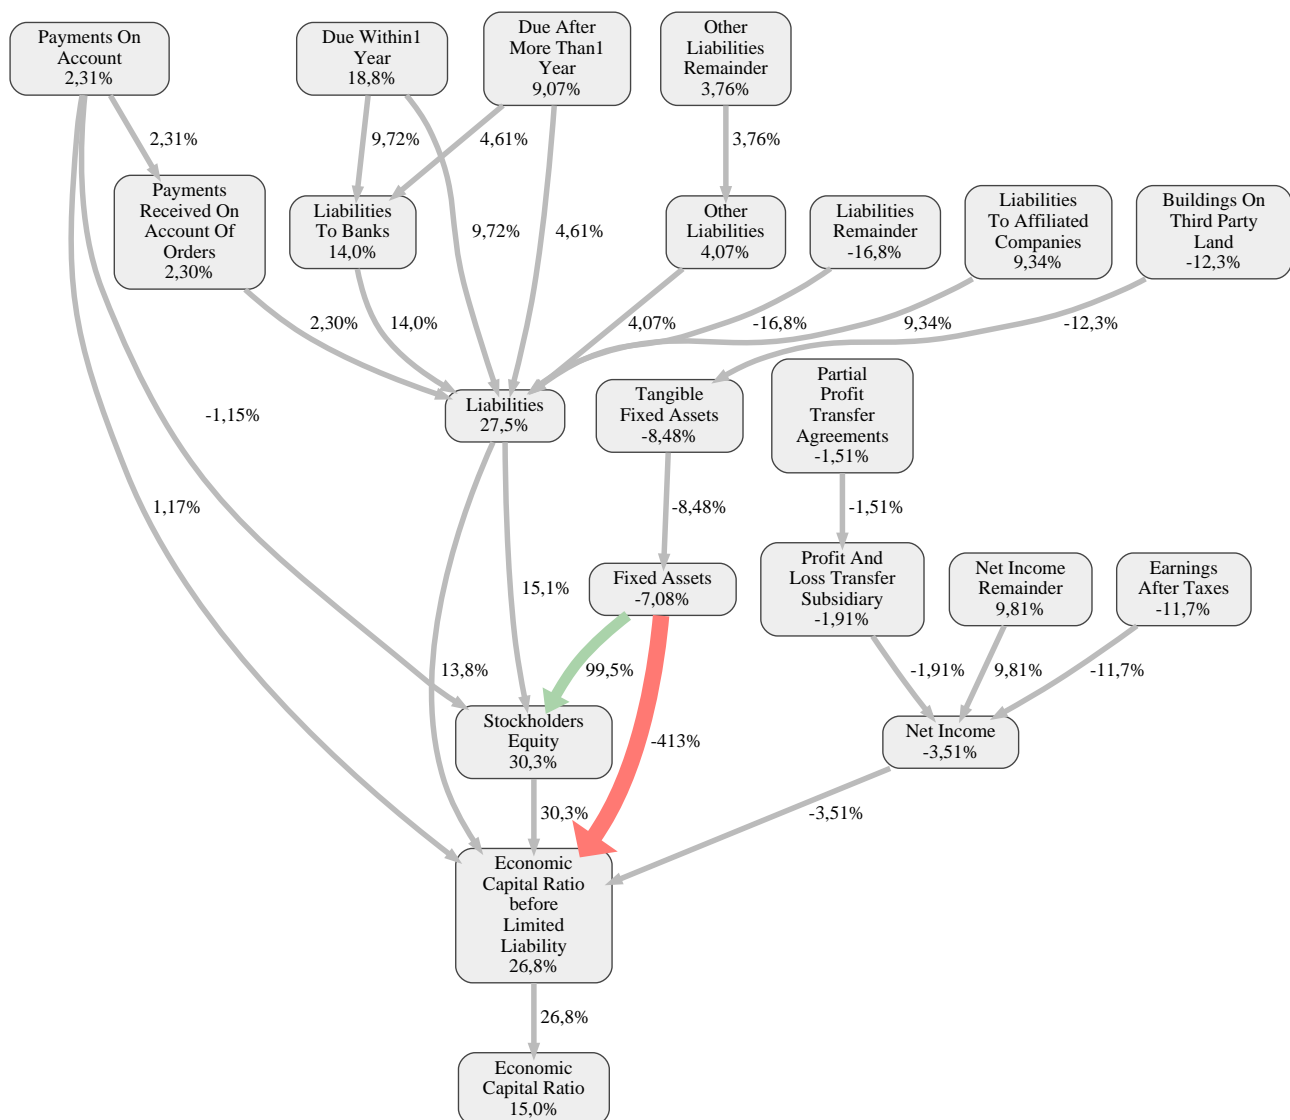 Payments On
Account
2,31%
Due Within1
Year
18,8%
Due After
More Than1
Year
9,07%
Other
Liabilities
Remainder
3,76%
2,31%
9,72%
4,61%
3,76%
Payments
Received On
Account Of
Orders
2,30%
Liabilities
To Banks
14,0%
9,72%
4,61%
Other
Liabilities
4,07%
Liabilities
Remainder
-16,8%
Liabilities
To Affiliated
Companies
9,34%
Buildings On
Third Party
Land
-12,3%
2,30%
14,0%
4,07%
-16,8%
9,34%
-12,3%
-1,15%
Liabilities
27,5%
Tangible
Fixed Assets
-8,48%
Partial
Profit
Transfer
Agreements
-1,51%
1,17%
-8,48%
-1,51%
15,1%
Fixed Assets
-7,08%
Profit And
Loss Transfer
Subsidiary
-1,91%
Net Income
Remainder
9,81%
Earnings
After Taxes
-11,7%
13,8%
99,5%
-413%
-1,91%
9,81%
-11,7%
Stockholders
Equity
30,3%
Net Income
-3,51%
30,3%
-3,51%
Economic
Capital Ratio
before
Limited
Liability
26,8%
26,8%
Economic
Capital Ratio
15,0%